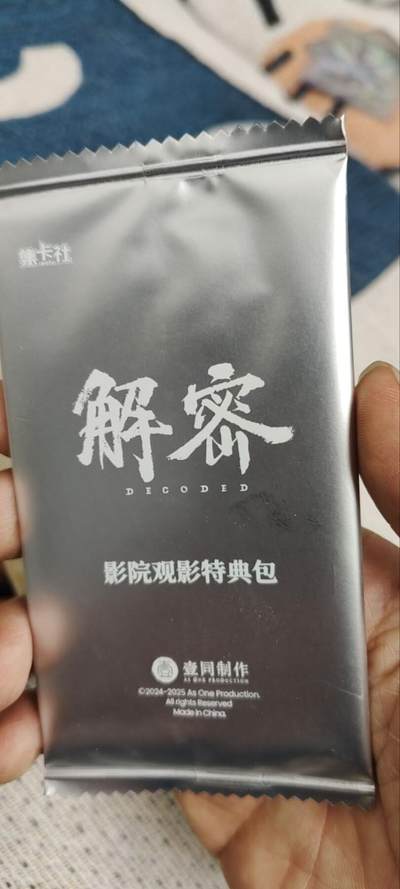 集卡社
解密
DECODED
影院观影特典包
壹同制作
AS ONE PRODUCTION
©2024-2025 As One Production.
All rights Reserved
Made in China.